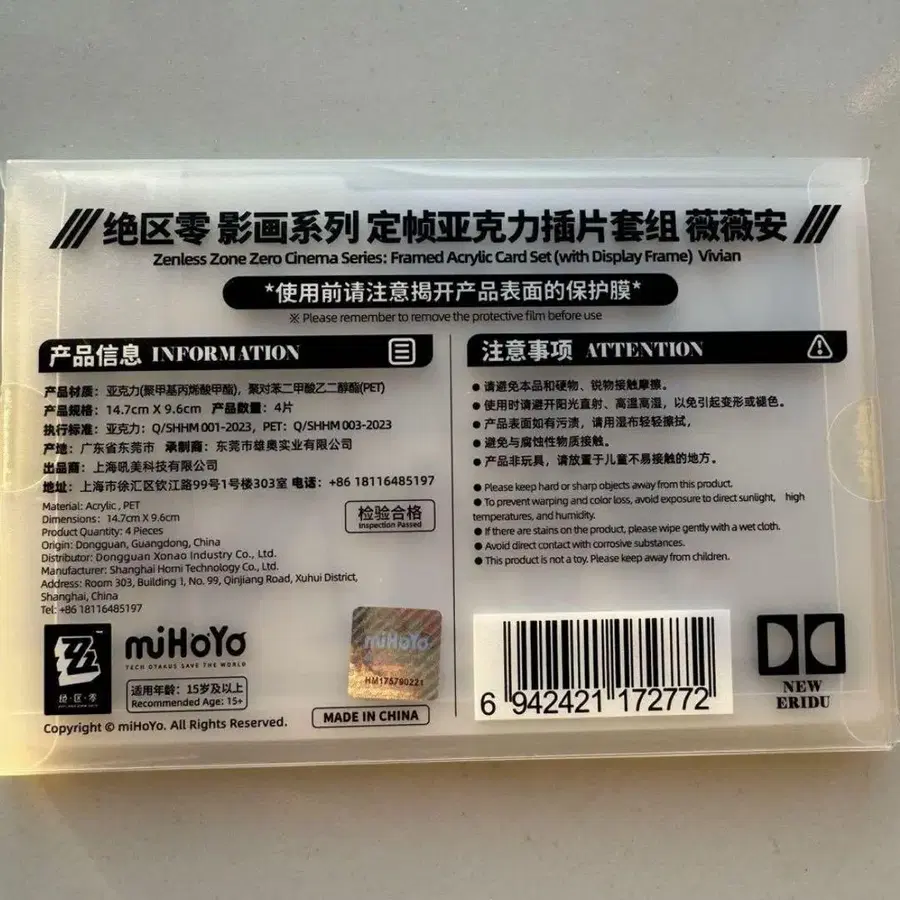 绝区零 影画系列 定帧亚克力插片套组 薇薇安
Zenless Zone Zero Cinema Series: Framed Acrylic Card Set (with Display Frame) Vivian
*使用前请注意揭开产品表面的保护膜*
※ Please remember to remove the protective film before use
产品信息 INFORMATION
产品材质：亚克力(聚甲基丙烯酸甲酯)，聚对苯二甲酸乙二醇酯(PET)
产品规格：14.7cm X 9.6cm 产品数量：4片
执行标准：亚克力：Q/SHHM 001-2023，PET：Q/SHHM 003-2023
产地：广东省东莞市 承制商：东莞市雄奥实业有限公司
出品商：上海吼美科技有限公司
地址：上海市徐汇区钦江路99号1号楼303室 电话：+86 18116485197
Material: Acrylic , PET
Dimensions : 14.7cm X 9.6cm
Product Quantity: 4 Pieces
Origin: Dongguan, Guangdong, China
Distributor: Dongguan Xonao Industry Co., Ltd.
Manufacturer: Shanghai Homi Technology Co., Ltd.
Address: Room 303, Building 1, No. 99, Qinjiang Road, Xuhui District,
Shanghai, China
Tel: +86 18116485197
检验合格
Inspection Passed
绝·区·零
miHoYo
TECH OTAKUS SAVE THE WORLD
适用年龄：15岁及以上
Recommended Age: 15+
miHoYo
HM175790221
Copyright © miHoYo. All Rights Reserved.
MADE IN CHINA
注意事项 ATTENTION
● 请避免本品和硬物、锐物接触摩擦。
● 使用时请避开阳光直射、高温高湿，以免引起变形或褪色。
● 产品表面如有污渍，请用湿布轻轻擦拭，
● 避免与腐蚀性物质接触。
● 产品非玩具，请放置于儿童不易接触的地方。
● Please keep hard or sharp objects away from this product.
● To prevent warping and color loss, avoid exposure to direct sunlight, high
temperatures, and humidity.
● If there are stains on the product, please wipe gently with a wet cloth.
● Avoid direct contact with corrosive substances.
● This product is not a toy. Please keep away from children.
6 942421 172772
NEW
ERIDU